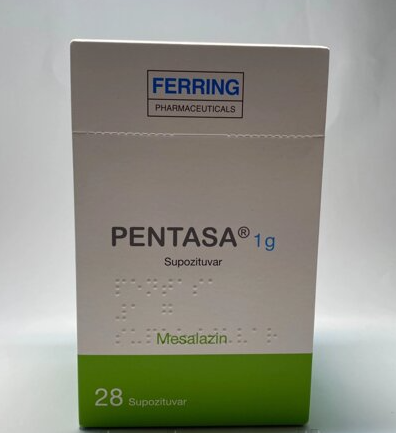 FERRING
PHARMACEUTICALS
PENTASA® 1g
Supozituvar
Mesalazin
28 Supozituvar